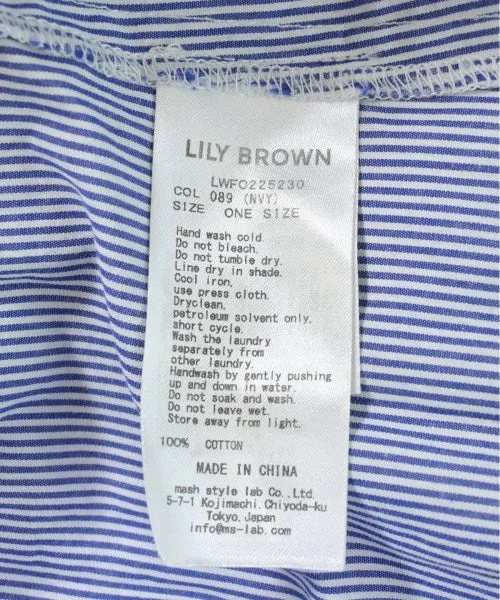 LILY BROWN
LWFO225230
COL 089 (NVY)
SIZE ONE SIZE
Hand wash cold.
Do not bleach.
Do not tumble dry.
Line dry in shade.
Cool iron.
use press cloth.
Dryclean.
petroleum solvent only.
short cycle.
Wash the laundry
separately from
other laundry.
Handwash by gently pushing
up and down in water.
Do not soak and wash.
Do not leave wet.
Store away from light.
100% COTTON
MADE IN CHINA
mash style lab Co.,Ltd.
5-7-1 Kojimachi.Chiyoda-ku
Tokyo,Japan
info@ms-lab.com